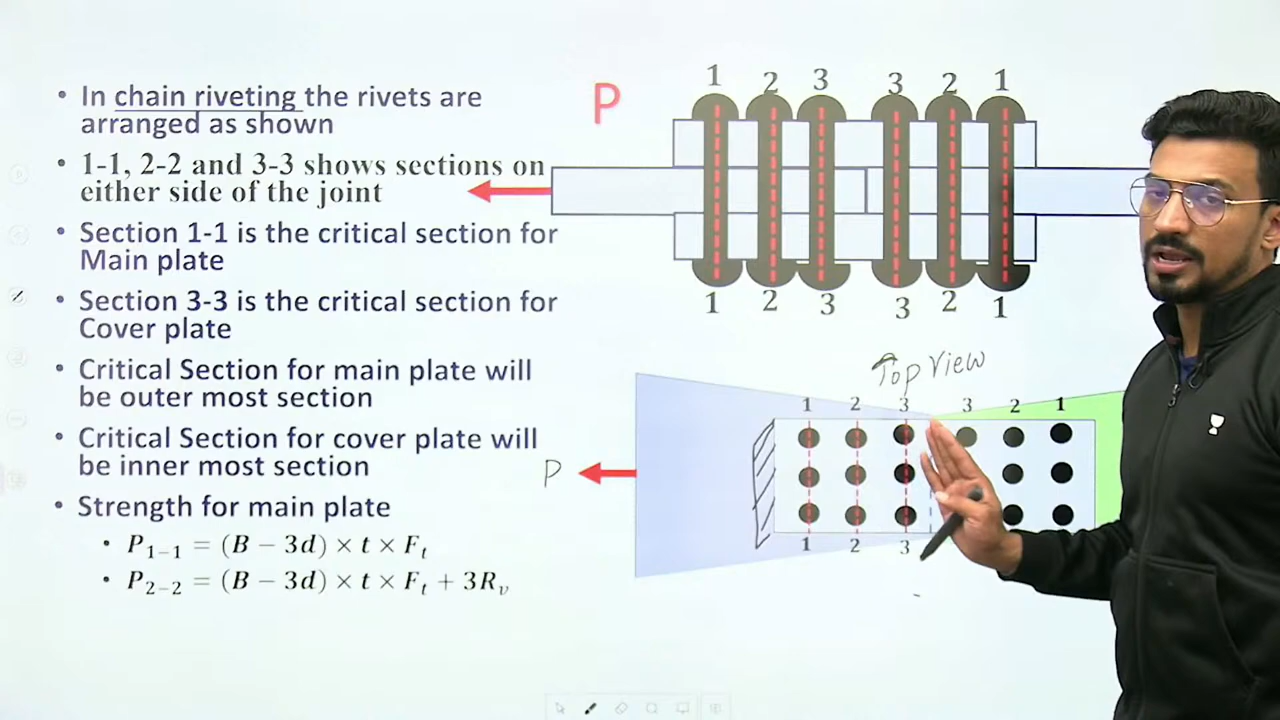 • In chain riveting the rivets are
arranged as shown
• 1-1, 2-2 and 3-3 shows sections on
either side of the joint
• Section 1-1 is the critical section for
Main plate
• Section 3-3 is the critical section for
Cover plate
• Critical Section for main plate will
be outer most section
• Critical Section for cover plate will
be inner most section
• Strength for main plate
• P₁₋₁ = (B − 3d) × t × Fₜ
• P₂₋₂ = (B − 3d) × t × Fₜ + 3Rᵥ
P
1 2 3 3 2 1
1 2 3 3 2 1
Top View
1 2 3 3 2 1
P
1 2 3